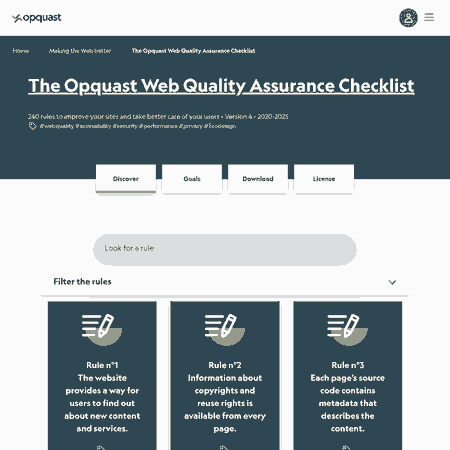 opquast
Home Making the Web better The Opquast Web Quality Assurance Checklist
The Opquast Web Quality Assurance Checklist
240 rules to improve your sites and take better care of your users • Version 4 • 2020-2025
#webquality #accessibility #security #performance #privacy #Ecodesign
Discover Goals Download License
Look for a rule
Filter the rules
Rule n°1
The website
provides a way for
users to find out
about new content
and services.
Rule n°2
Information about
copyrights and
reuse rights is
available from every
page.
Rule n°3
Each page's source
code contains
metadata that
describes the
content.